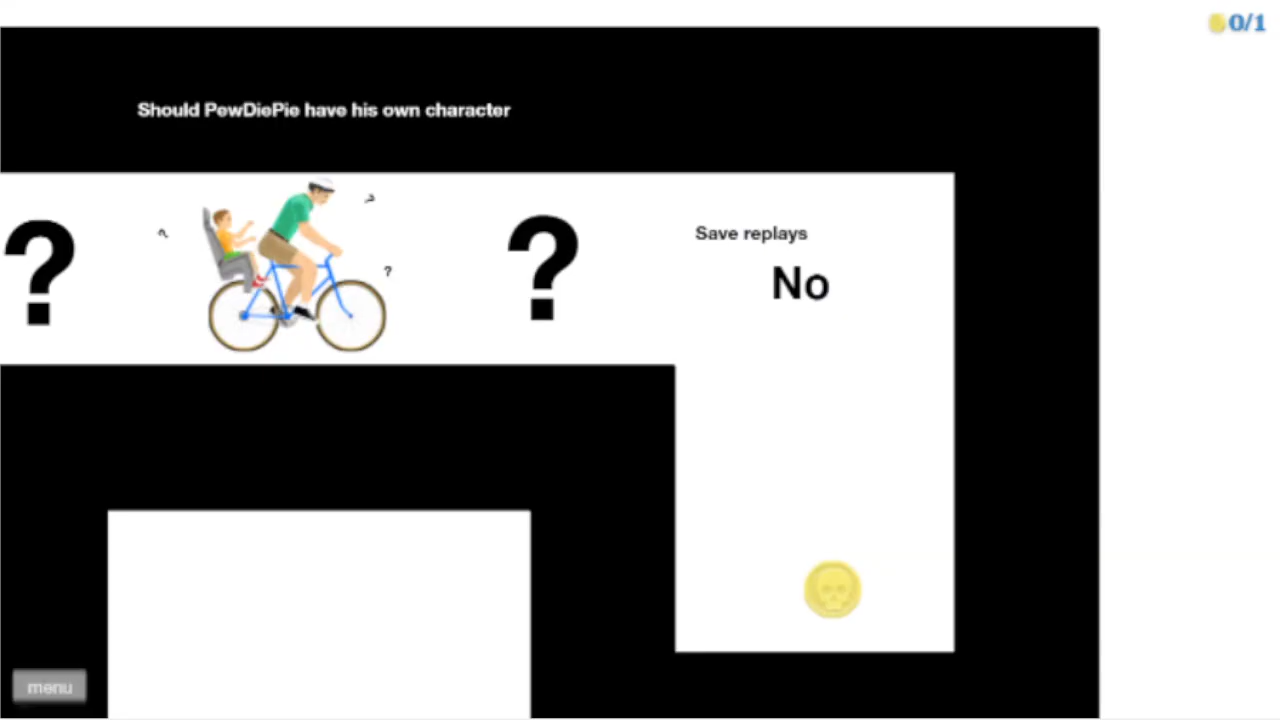 0/1
Should PewDiePie have his own character
? ? ? ? ?
Save replays
No
menu